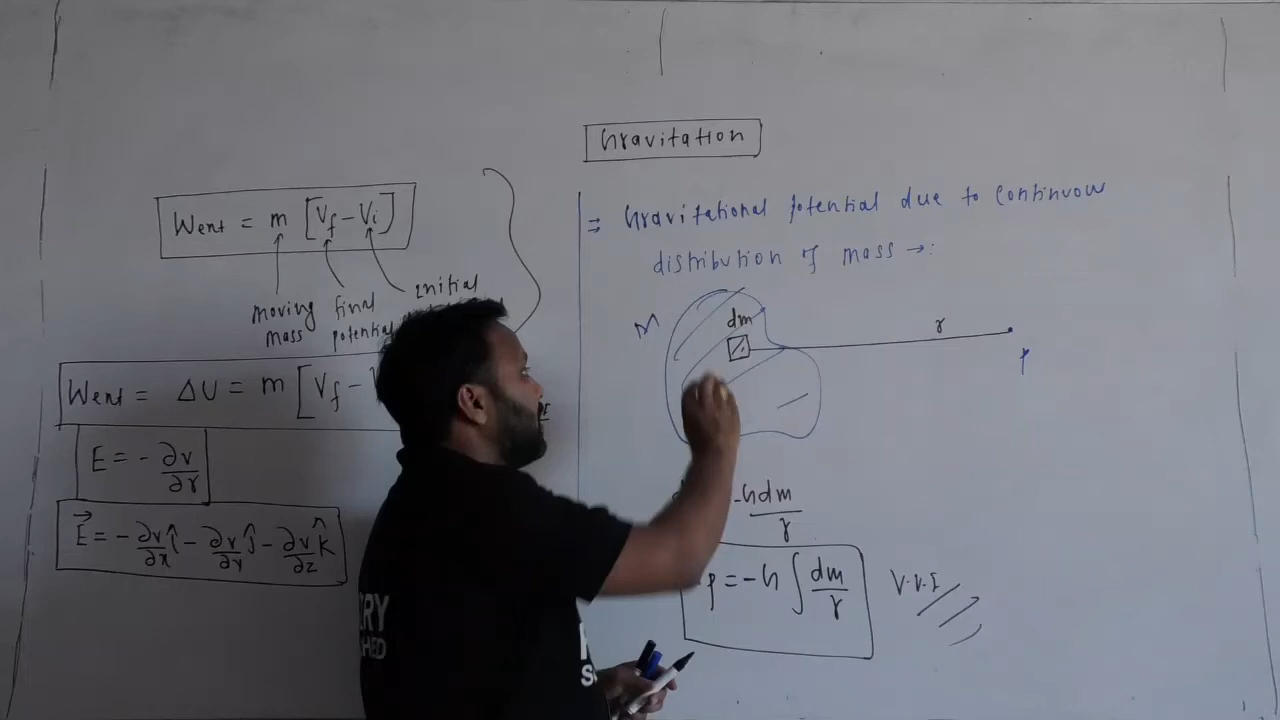 Gravitation
Went = m [Vf - Vi]
moving final initial
mass potential
Went = ΔU = m [Vf -
E = - ∂v/∂r
E⃗ = - ∂v/∂x î - ∂v/∂y ĵ - ∂v/∂z k̂
⇒ Gravitational potential due to continuow
distribution of mass →:
M
dm
r
P
-Gdm/r
P = -G ∫ dm/r
V.V.I